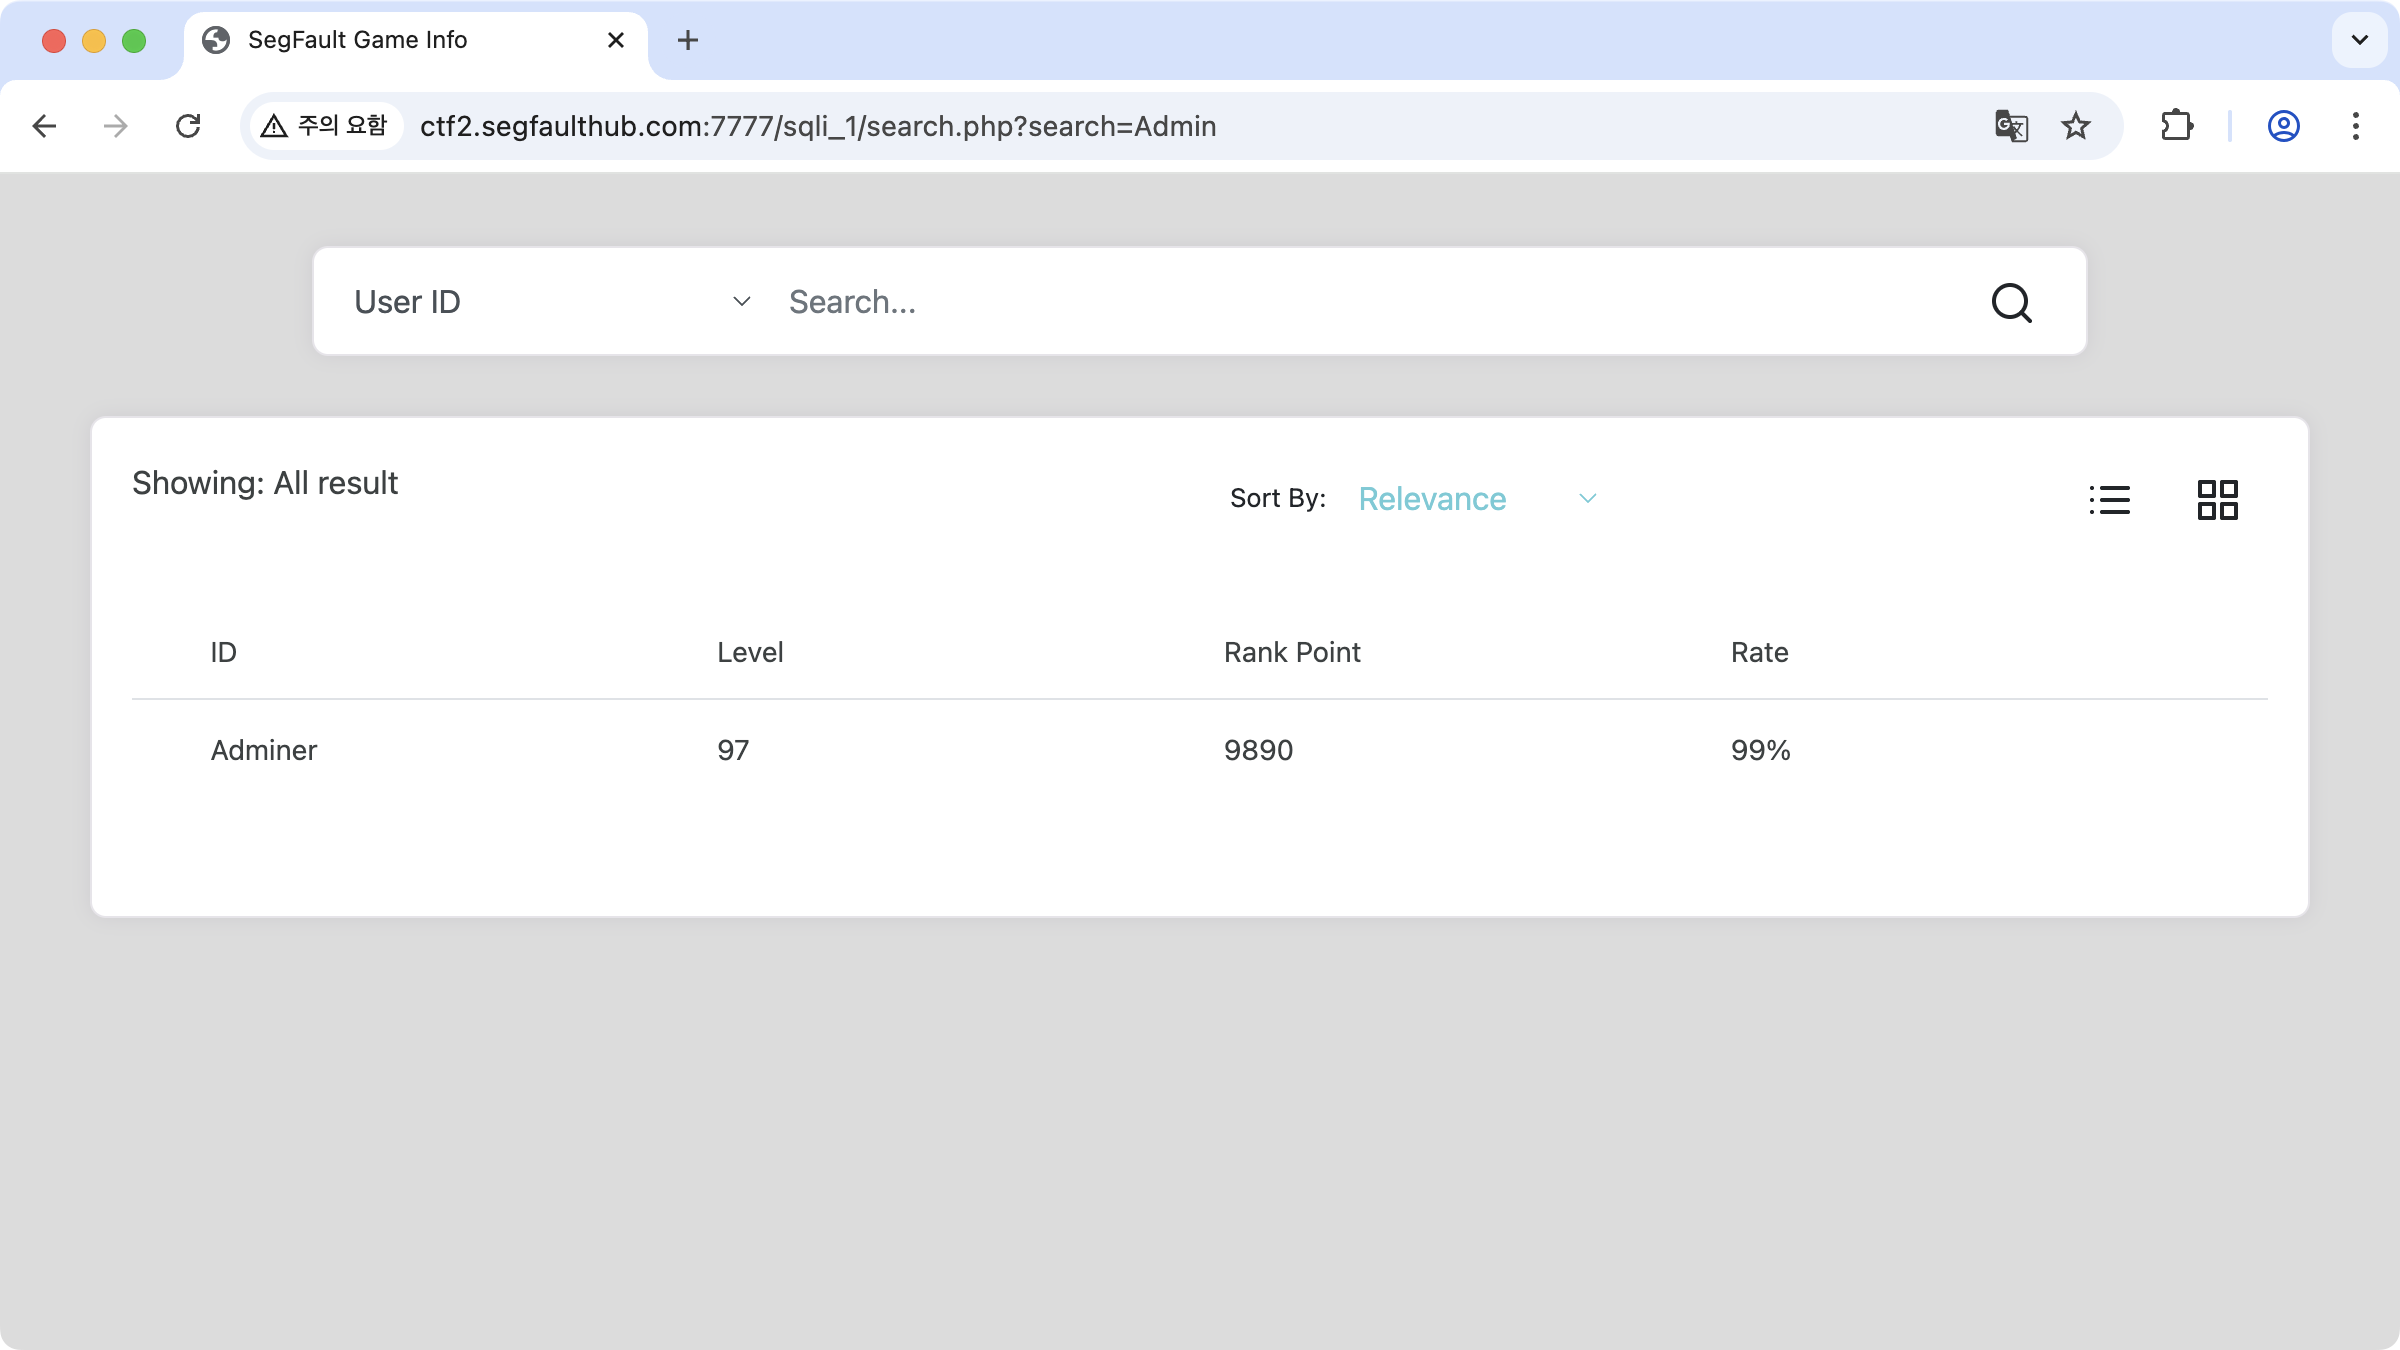 SegFault Game Info
주의 요함 ctf2.segfaulthub.com:7777/sqli_1/search.php?search=Admin
User ID Search...
Showing: All result
Sort By: Relevance
ID Level Rank Point Rate
Adminer 97 9890 99%